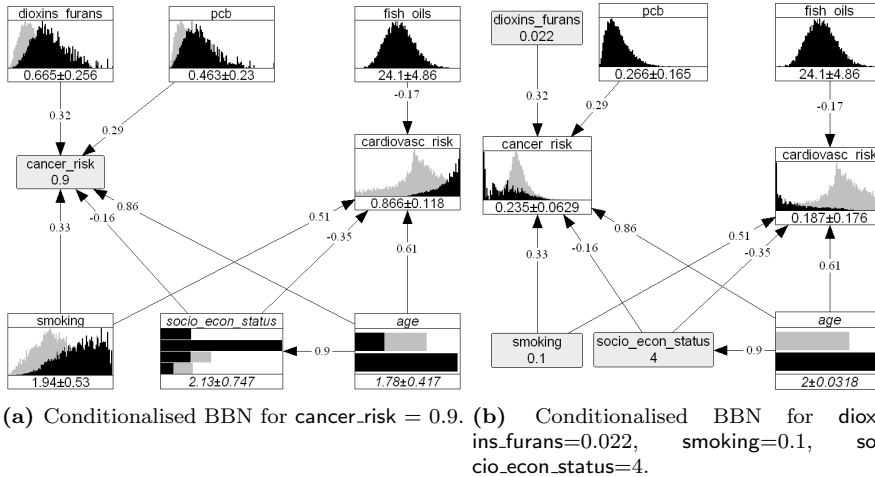 dioxins_furans
0.665±0.256
pcb
0.463±0.23
fish_oils
24.1±4.86
0.32
0.29
-0.17
cancer_risk
0.9
cardiovasc_risk
0.866±0.118
0.33
-0.16
0.86
0.51
-0.35
0.61
smoking
1.94±0.53
socio_econ_status
2.13±0.747
0.9
age
1.78±0.417
(a) Conditionalised BBN for cancer_risk = 0.9.
dioxins_furans
0.022
pcb
0.266±0.165
fish_oils
24.1±4.86
0.32
0.29
-0.17
cancer_risk
0.235±0.0629
cardiovasc_risk
0.187±0.176
0.33
-0.16
0.86
0.51
-0.35
0.61
smoking
0.1
socio_econ_status
4
0.9
age
2±0.0318
(b) Conditionalised BBN for diox
ins_furans=0.022, smoking=0.1, so
cio_econ_status=4.